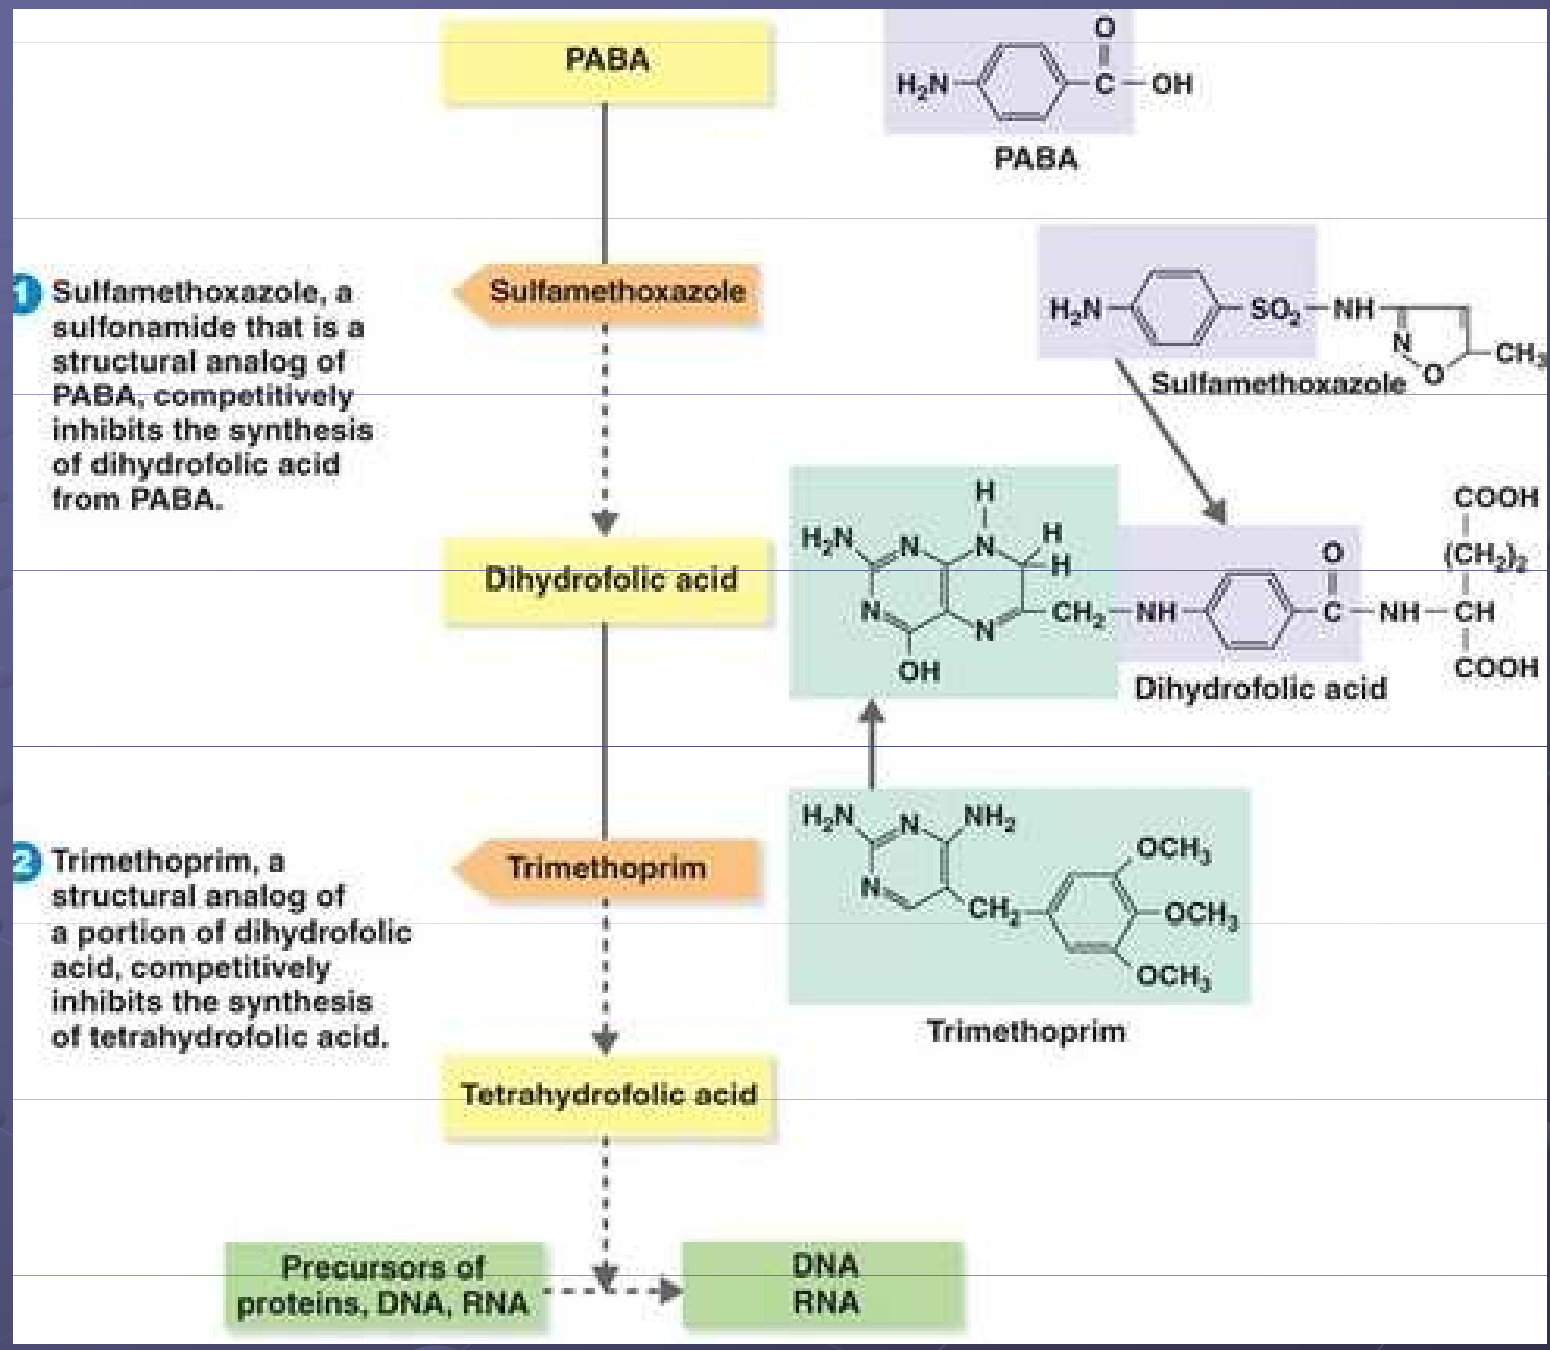 PABA
O
H₂N
C
OH
PABA
1
Sulfamethoxazole, a
sulfonamide that is a
structural analog of
PABA, competitively
inhibits the synthesis
of dihydrofolic acid
from PABA.
Sulfamethoxazole
H₂N
SO₂
NH
N
O
CH₃
Sulfamethoxazole
Dihydrofolic acid
H
H₂N
N
N
H
H
N
N
CH₂
NH
O
C
NH
CH
COOH
(CH₂)₂
COOH
OH
Dihydrofolic acid
2
Trimethoprim, a
structural analog of
a portion of dihydrofolic
acid, competitively
inhibits the synthesis
of tetrahydrofolic acid.
Trimethoprim
H₂N
N
NH₂
N
CH₂
OCH₃
OCH₃
OCH₃
Trimethoprim
Tetrahydrofolic acid
Precursors of
proteins, DNA, RNA
DNA
RNA